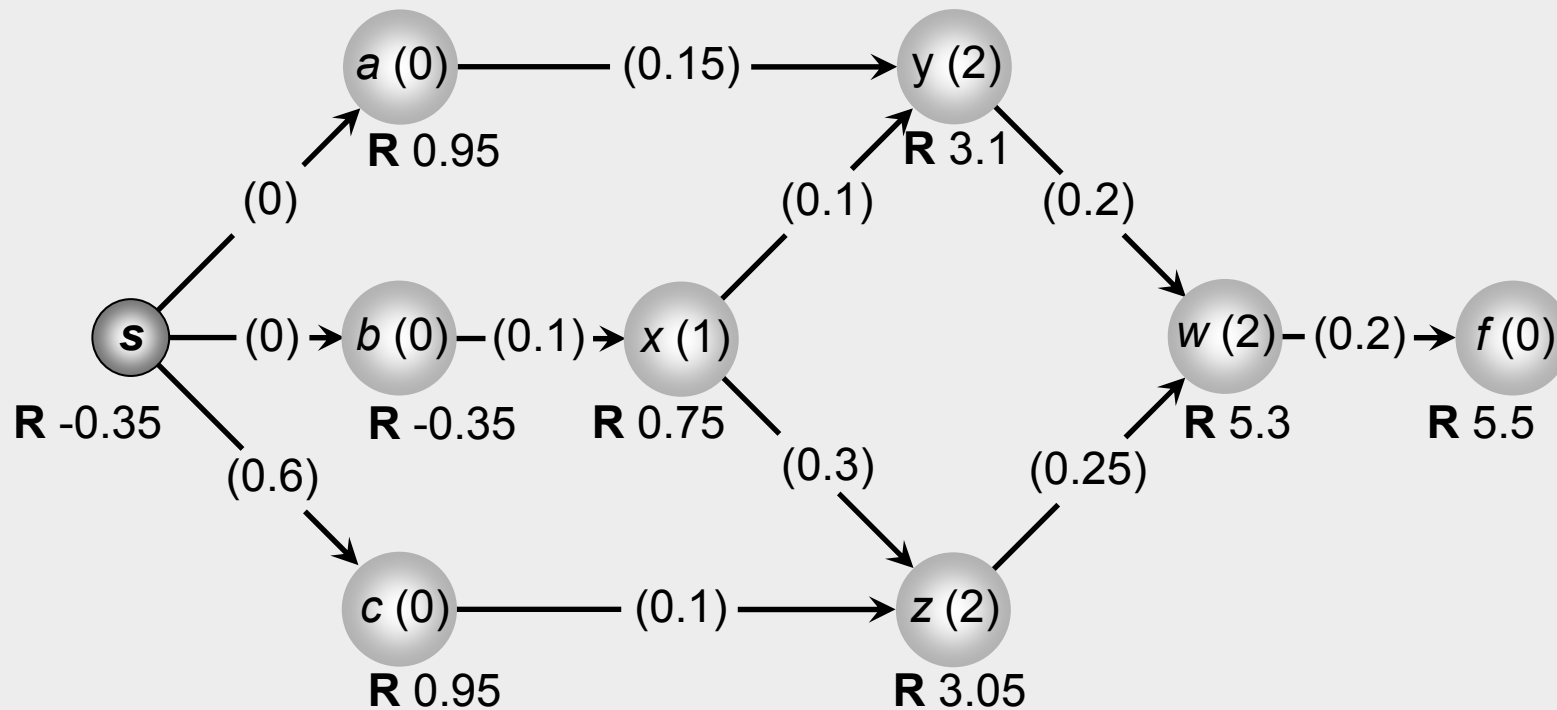 a (0)
(0.15)
y (2)
R 0.95
R 3.1
(0)
(0.1)
(0.2)
s
(0)
b (0)
(0.1)
x (1)
w (2)
(0.2)
f (0)
R -0.35
R -0.35
R 0.75
R 5.3
R 5.5
(0.6)
(0.3)
(0.25)
c (0)
(0.1)
z (2)
R 0.95
R 3.05